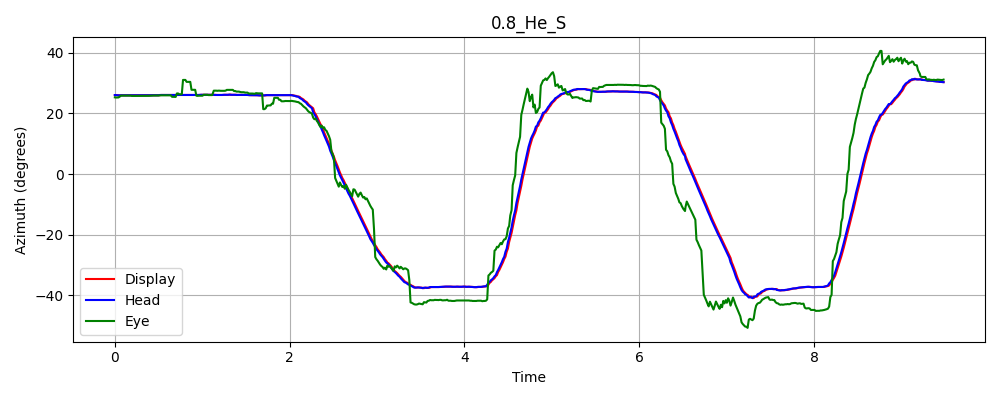 0.8_He_S
Azimuth (degrees)
40
20
0
−20
−40
Display
Head
Eye
0 2 4 6 8
Time